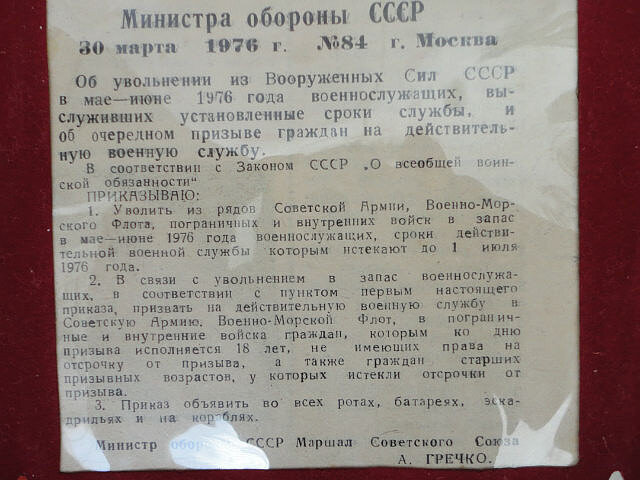 Министра обороны СССР
30 марта 1976 г. №84 г. Москва
Об увольнении из Вооруженных Сил СССР
в мае—июне 1976 года военнослужащих, вы-
служивших установленные сроки службы, и
об очередном призыве граждан на действитель-
ную военную службу.
В соответствии с Законом СССР „О всеобщей воин-
ской обязанности"
ПРИКАЗЫВАЮ:
1. Уволить из рядов Советской Армии, Военно-Мор-
ского Флота, пограничных и внутренних войск в запас
в мае-июне 1976 года военнослужащих, сроки действи-
тельной военной службы которым истекают до 1 июля
1976 года.
2. В связи с увольнением в запас военнослужа-
щих, в соответствии с пунктом первым настоящего
приказа, призвать на действительную военную службу в
Советскую Армию, Военно-Морской Флот, в погранич-
ные и внутренние войска граждан, которым ко дню
призыва исполняется 18 лет, не имеющих права на
отсрочку от призыва, а также граждан старших
призывных возрастов, у которых истекли отсрочки от
призыва.
3. Приказ объявить во всех ротах, батареях, эска-
дрильях и на кораблях.
Министр обороны СССР Маршал Советского Союза
А. ГРЕЧКО.